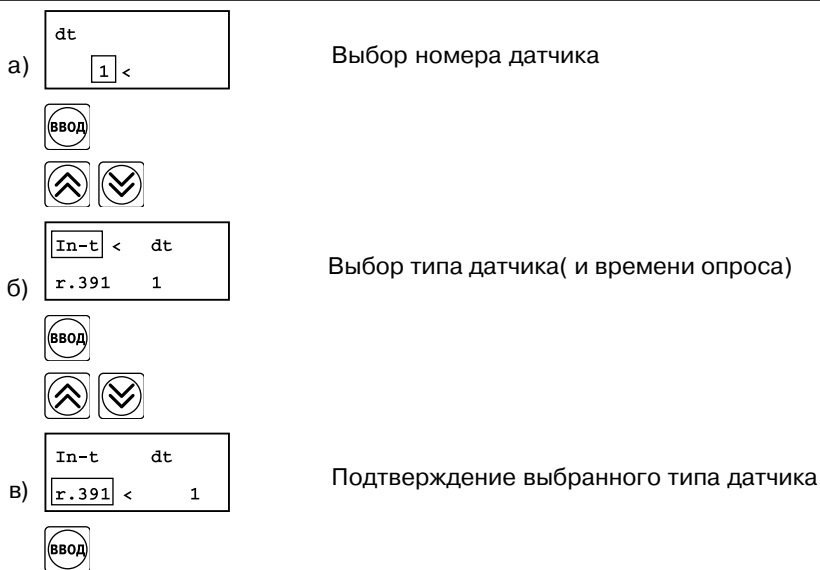 dt
а) 1 < Выбор номера датчика
ВВОД
In-t < dt
б) r.391 1 Выбор типа датчика( и времени опроса)
ВВОД
In-t dt
в) r.391 < 1 Подтверждение выбранного типа датчика
ВВОД